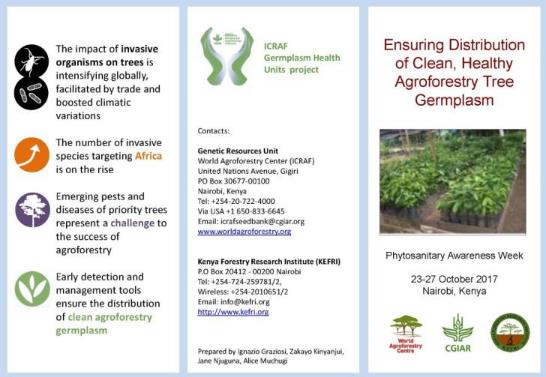 The impact of invasive
organisms on trees is
intensifying globally,
facilitated by trade and
boosted climatic
variations
The number of invasive
species targeting Africa
is on the rise
Emerging pests and
diseases of priority trees
represent a challenge to
the success of
agroforestry
Early detection and
management tools
ensure the distribution
of clean agroforestry
germplasm
ICRAF
Germplasm Health
Units project
Contacts:
Genetic Resources Unit
World Agroforestry Center (ICRAF)
United Nations Avenue, Gigiri
PO Box 30677-00100
Nairobi, Kenya
Tel: +254-20-722-4000
Via USA +1 650-833-6645
Email: icrafseedbank@cgiar.org
www.worldagroforestry.org
Kenya Forestry Research Institute (KEFRI)
P.O Box 20412 - 00200 Nairobi
Tel: +254-724-259781/2,
Wireless: +254-2010651/2
Email: info@kefri.org
http://www.kefri.org
Prepared by Ignazio Graziosi, Zakayo Kinyanjui,
Jane Njuguna, Alice Muchugi
Ensuring Distribution
of Clean, Healthy
Agroforestry Tree
Germplasm
Phytosanitary Awareness Week
23-27 October 2017
Nairobi, Kenya
World
Agroforestry
Centre
CGIAR